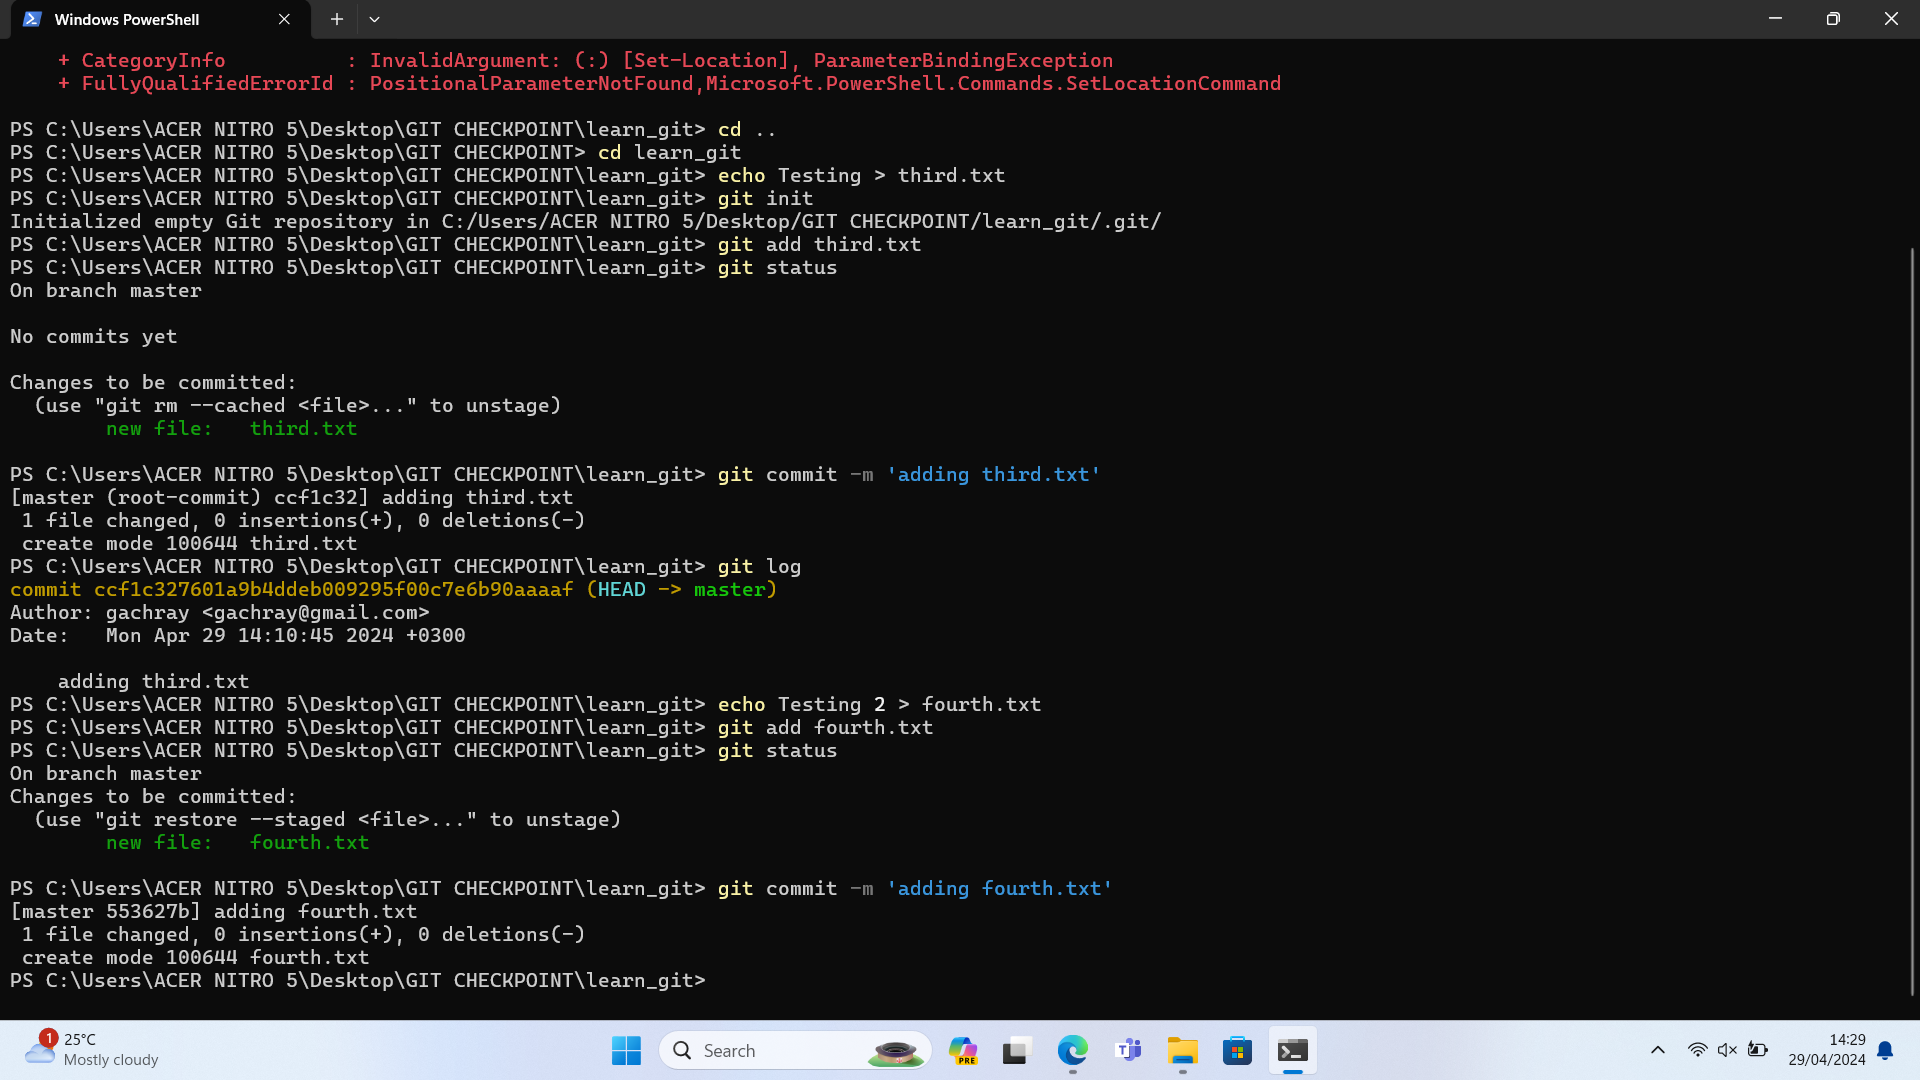 Windows PowerShell
    + CategoryInfo          : InvalidArgument: (:) [Set-Location], ParameterBindingException
    + FullyQualifiedErrorId : PositionalParameterNotFound,Microsoft.PowerShell.Commands.SetLocationCommand
PS C:\Users\ACER NITRO 5\Desktop\GIT CHECKPOINT\learn_git> cd ..
PS C:\Users\ACER NITRO 5\Desktop\GIT CHECKPOINT> cd learn_git
PS C:\Users\ACER NITRO 5\Desktop\GIT CHECKPOINT\learn_git> echo Testing > third.txt
PS C:\Users\ACER NITRO 5\Desktop\GIT CHECKPOINT\learn_git> git init
Initialized empty Git repository in C:/Users/ACER NITRO 5/Desktop/GIT CHECKPOINT/learn_git/.git/
PS C:\Users\ACER NITRO 5\Desktop\GIT CHECKPOINT\learn_git> git add third.txt
PS C:\Users\ACER NITRO 5\Desktop\GIT CHECKPOINT\learn_git> git status
On branch master
No commits yet
Changes to be committed:
  (use "git rm --cached <file>..." to unstage)
        new file:   third.txt
PS C:\Users\ACER NITRO 5\Desktop\GIT CHECKPOINT\learn_git> git commit -m 'adding third.txt'
[master (root-commit) ccf1c32] adding third.txt
 1 file changed, 0 insertions(+), 0 deletions(-)
 create mode 100644 third.txt
PS C:\Users\ACER NITRO 5\Desktop\GIT CHECKPOINT\learn_git> git log
commit ccf1c327601a9b4ddeb009295f00c7e6b90aaaaf (HEAD -> master)
Author: gachray <gachray@gmail.com>
Date:   Mon Apr 29 14:10:45 2024 +0300
    adding third.txt
PS C:\Users\ACER NITRO 5\Desktop\GIT CHECKPOINT\learn_git> echo Testing 2 > fourth.txt
PS C:\Users\ACER NITRO 5\Desktop\GIT CHECKPOINT\learn_git> git add fourth.txt
PS C:\Users\ACER NITRO 5\Desktop\GIT CHECKPOINT\learn_git> git status
On branch master
Changes to be committed:
  (use "git restore --staged <file>..." to unstage)
        new file:   fourth.txt
PS C:\Users\ACER NITRO 5\Desktop\GIT CHECKPOINT\learn_git> git commit -m 'adding fourth.txt'
[master 553627b] adding fourth.txt
 1 file changed, 0 insertions(+), 0 deletions(-)
 create mode 100644 fourth.txt
PS C:\Users\ACER NITRO 5\Desktop\GIT CHECKPOINT\learn_git>
1
25°C
Mostly cloudy
Search
PRE
14:29
29/04/2024